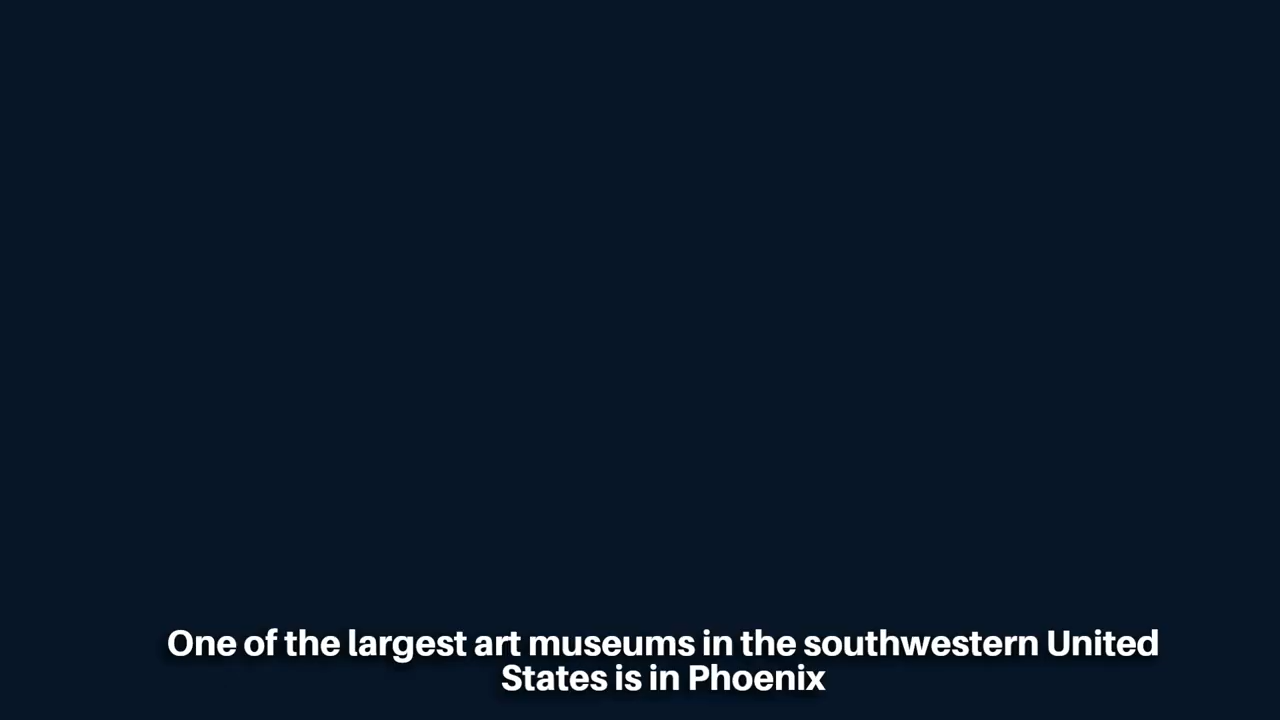 One of the largest art museums in the southwestern United
States is in Phoenix